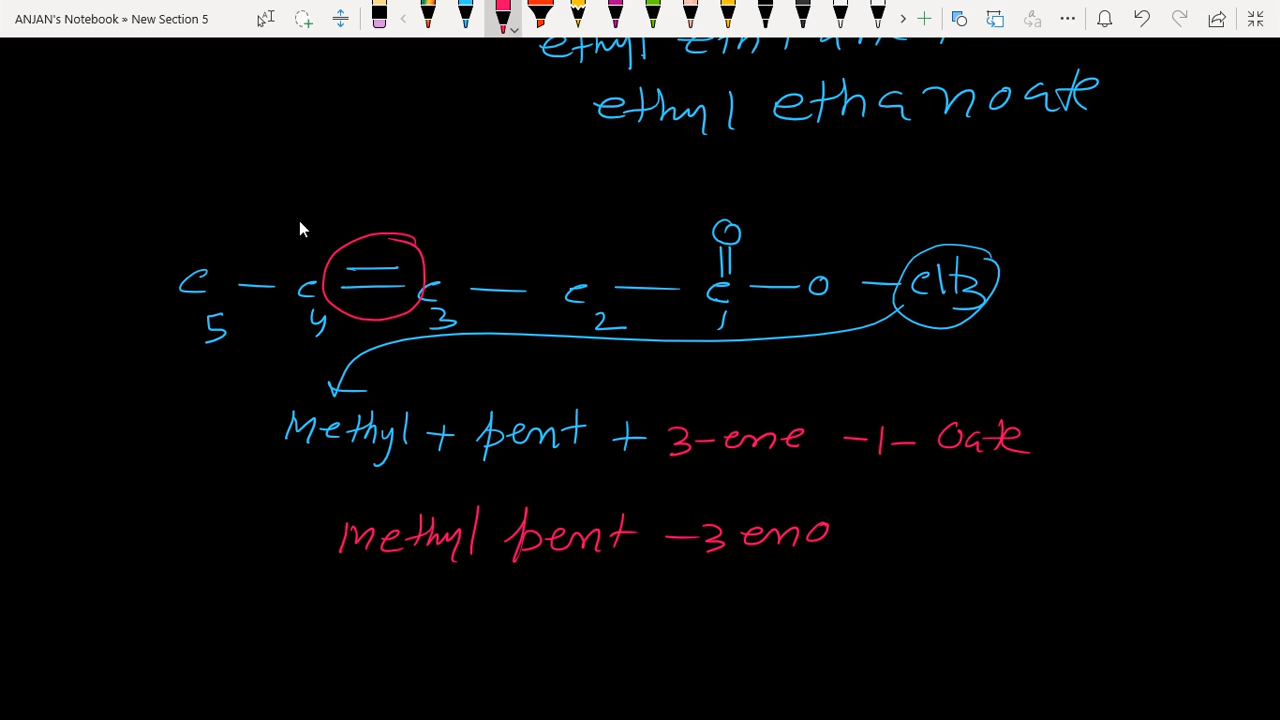 ANJAN's Notebook » New Section 5
ethyl
ethyl ethanoate
O
C — C = C — C — C — O — CH3
5 4 3 2 1
Methyl + pent + 3-ene -1- Oate
Methyl pent -3 eno